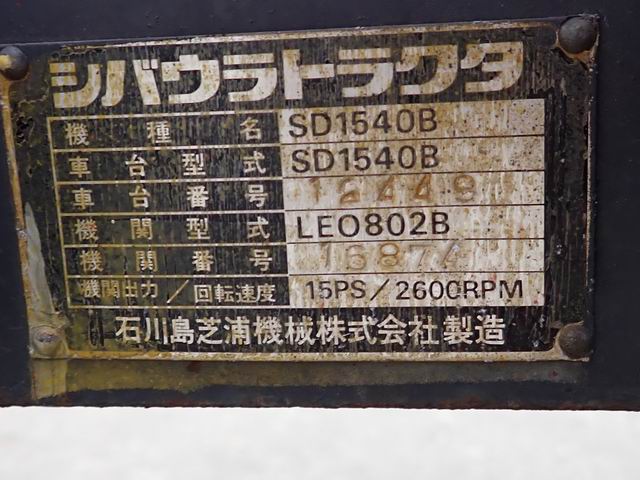 シバウラトラクタ
機種名 SD1540B
車台型式 SD1540B
車台番号 12449
機関型式 LEO802B
機関番号 16874
機関出力/回転速度 15PS/2600RPM
石川島芝浦機械株式会社製造